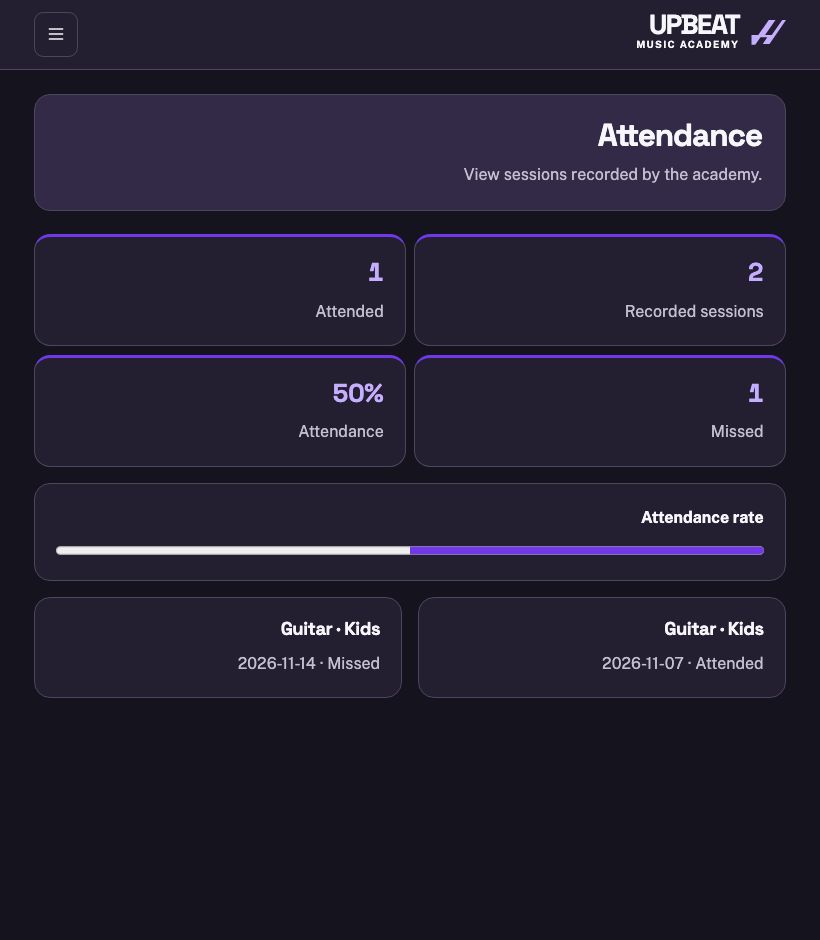 UPBEAT
MUSIC ACADEMY
Attendance
View sessions recorded by the academy.
2
Recorded sessions
1
Attended
1
Missed
50%
Attendance
Attendance rate
Guitar · Kids
2026-11-07 · Attended
Guitar · Kids
2026-11-14 · Missed